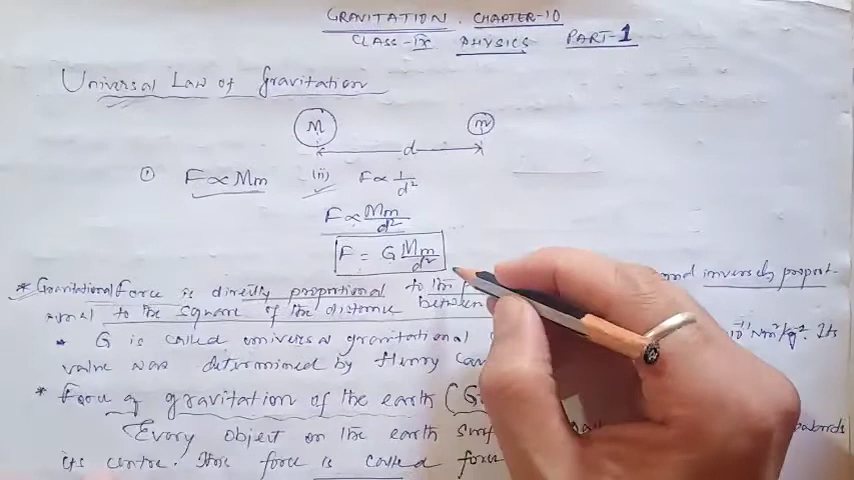 GRAVITATION. CHAPTER-10
CLASS-IX PHYSICS PART-1
Universal Law of Gravitation
M m
d
(i) F ∝ Mm (ii) F ∝ 1/d²
F ∝ Mm/d²
F = G Mm/d²
* Gravitational Force is directly proportional to the and inversely proport-
ional to the square of the distance between
* G is called universal gravitational 10⁻¹¹ Nm²/kg². Its
value was determined by Henry
* Force of gravitation of the earth (
Every object on the earth towards
its centre. This force is called force